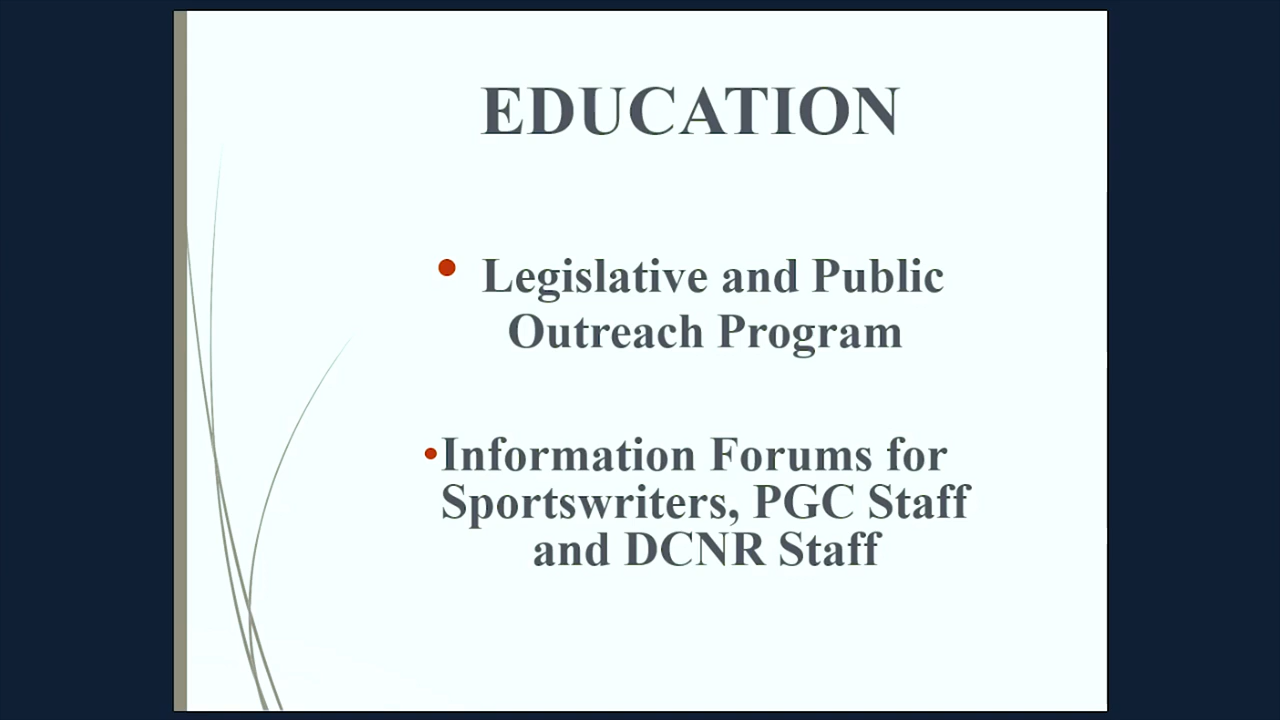 EDUCATION
• Legislative and Public
Outreach Program
•Information Forums for
Sportswriters, PGC Staff
and DCNR Staff